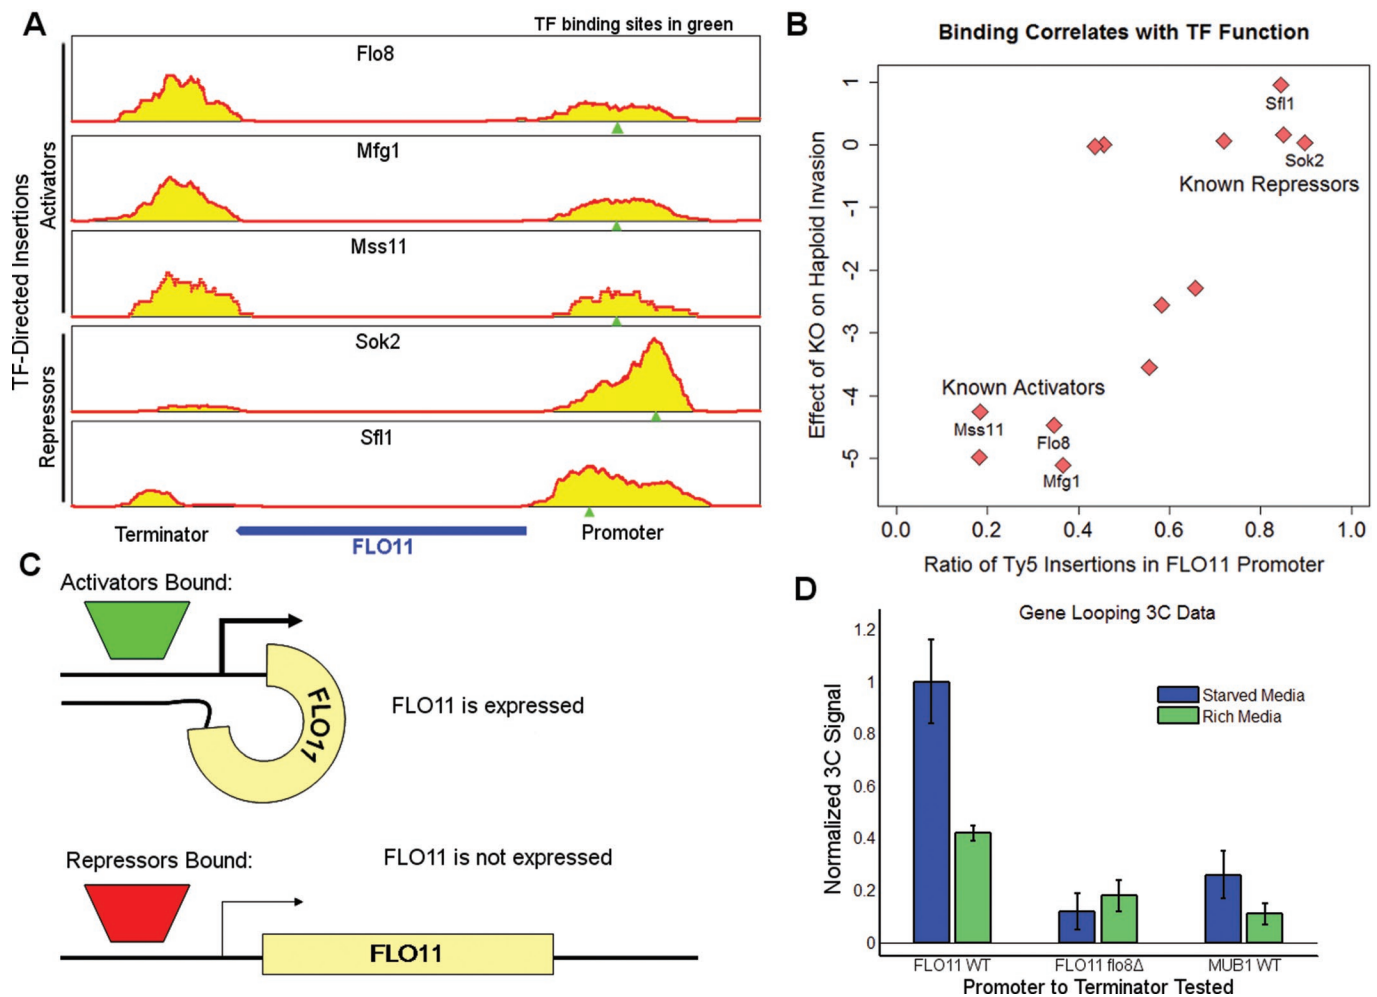 A
TF binding sites in green
Flo8
Mfg1
Mss11
Sok2
Sfl1
TF-Directed Insertions
Activators
Repressors
Terminator
FLO11
Promoter
B
Binding Correlates with TF Function
Effect of KO on Haploid Invasion
1
0
-1
-2
-3
-4
-5
Sfl1
Sok2
Known Repressors
Known Activators
Mss11
Flo8
Mfg1
0.0
0.2
0.4
0.6
0.8
1.0
Ratio of Ty5 Insertions in FLO11 Promoter
C
Activators Bound:
FLO11
FLO11 is expressed
Repressors Bound:
FLO11 is not expressed
FLO11
D
Gene Looping 3C Data
Normalized 3C Signal
1.2
1
0.8
0.6
0.4
0.2
0
Starved Media
Rich Media
FLO11 WT
FLO11 flo8Δ
MUB1 WT
Promoter to Terminator Tested